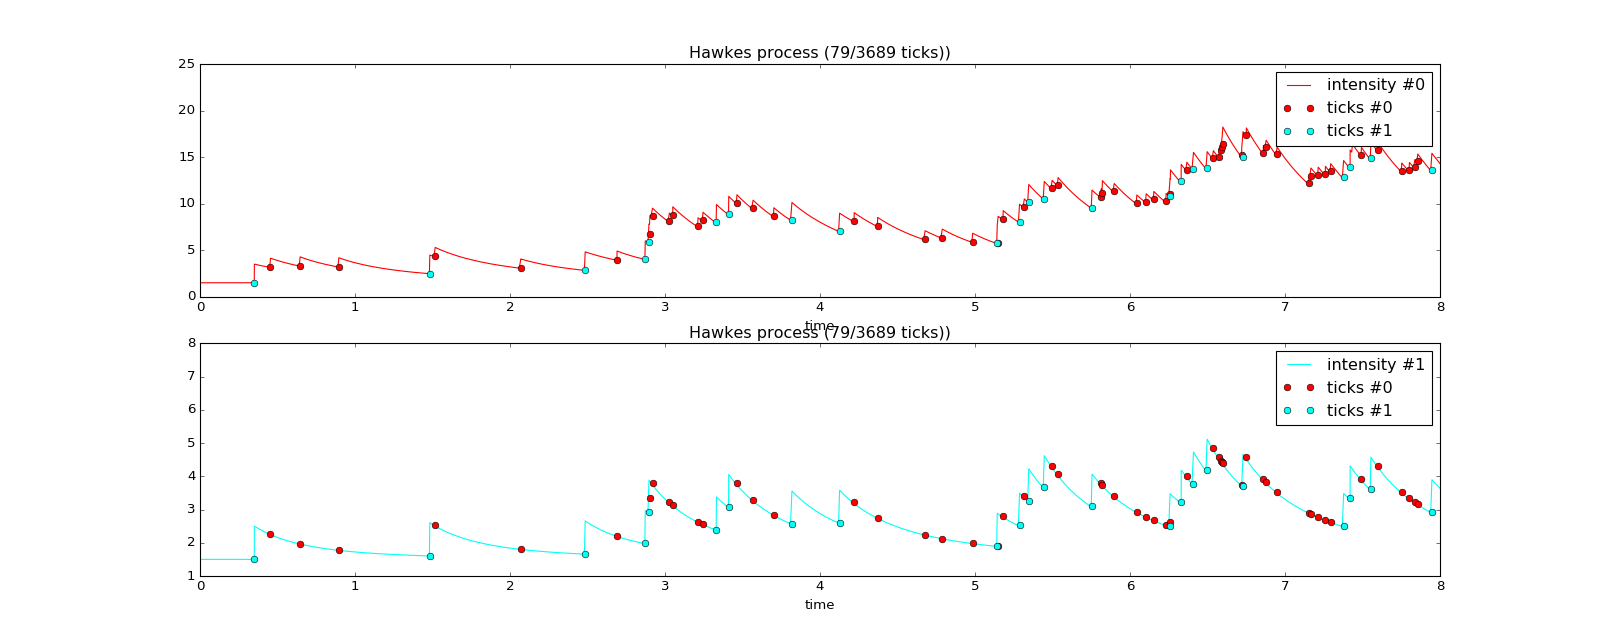 Hawkes process (79/3689 ticks))
25
20
15
10
5
0
intensity #0
ticks #0
ticks #1
0 1 2 3 4 5 6 7 8
time
Hawkes process (79/3689 ticks))
8
7
6
5
4
3
2
1
intensity #1
ticks #0
ticks #1
0 1 2 3 4 5 6 7 8
time